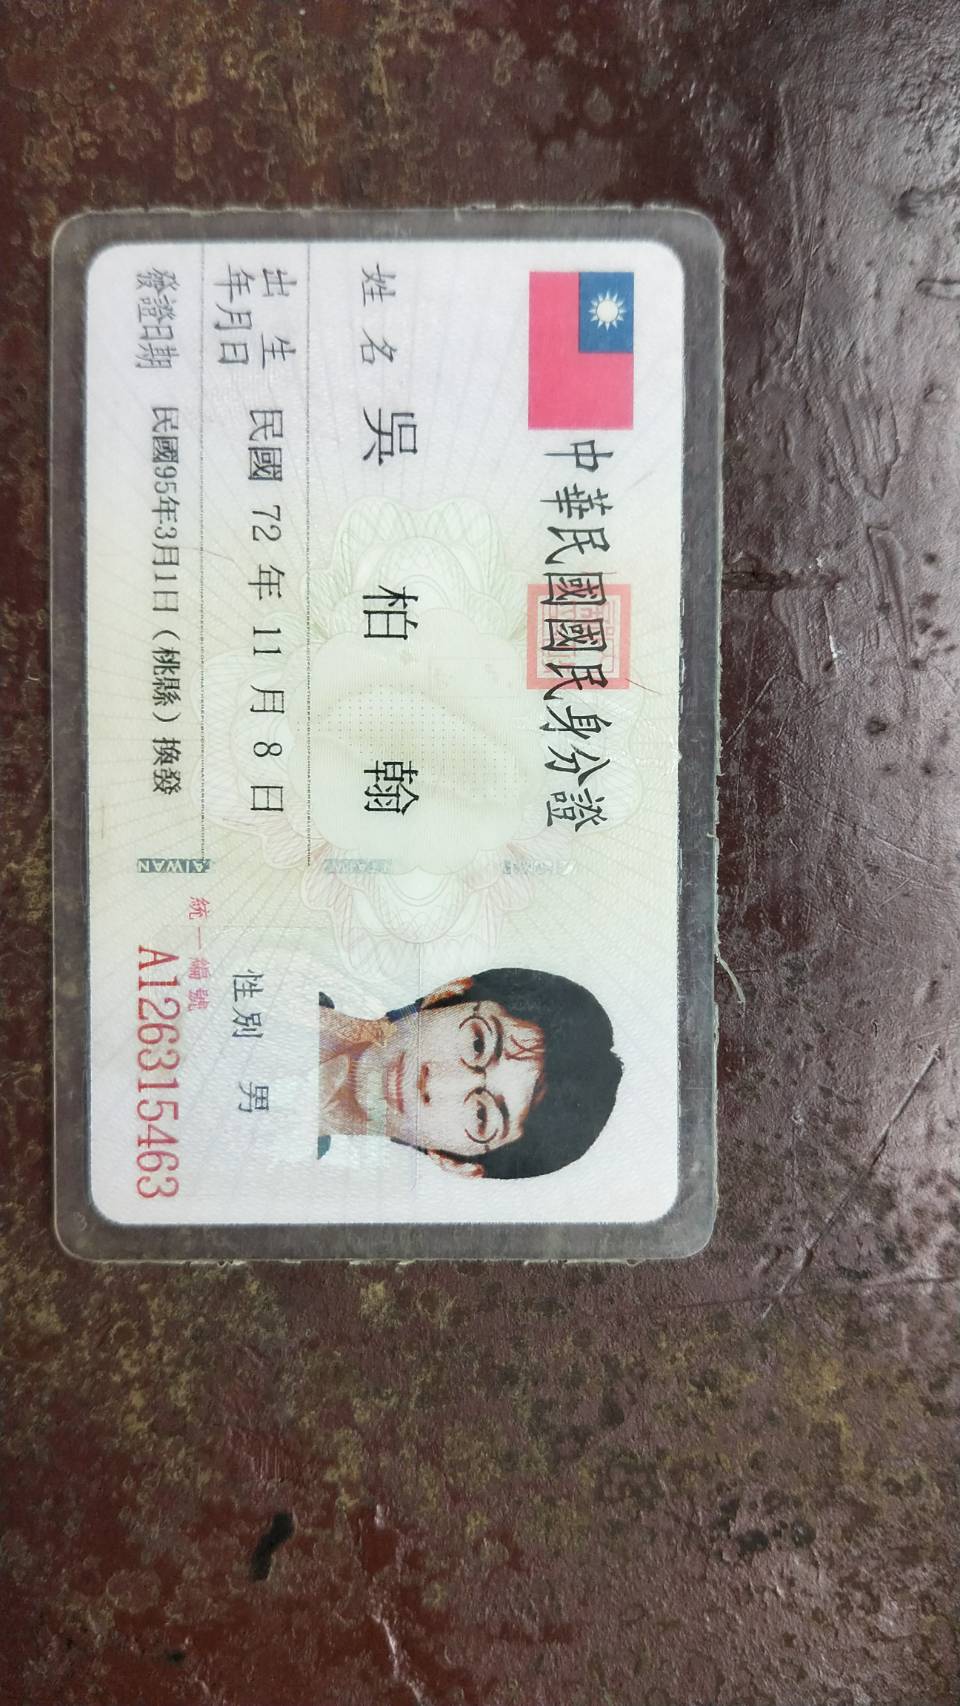 中華民國國民身分證
姓名 吳柏翰
出生年月日 民國 72 年 11 月 8 日
發證日期 民國95年3月1日（桃縣）換發
性別 男
統一編號
A126315463
TAIWAN